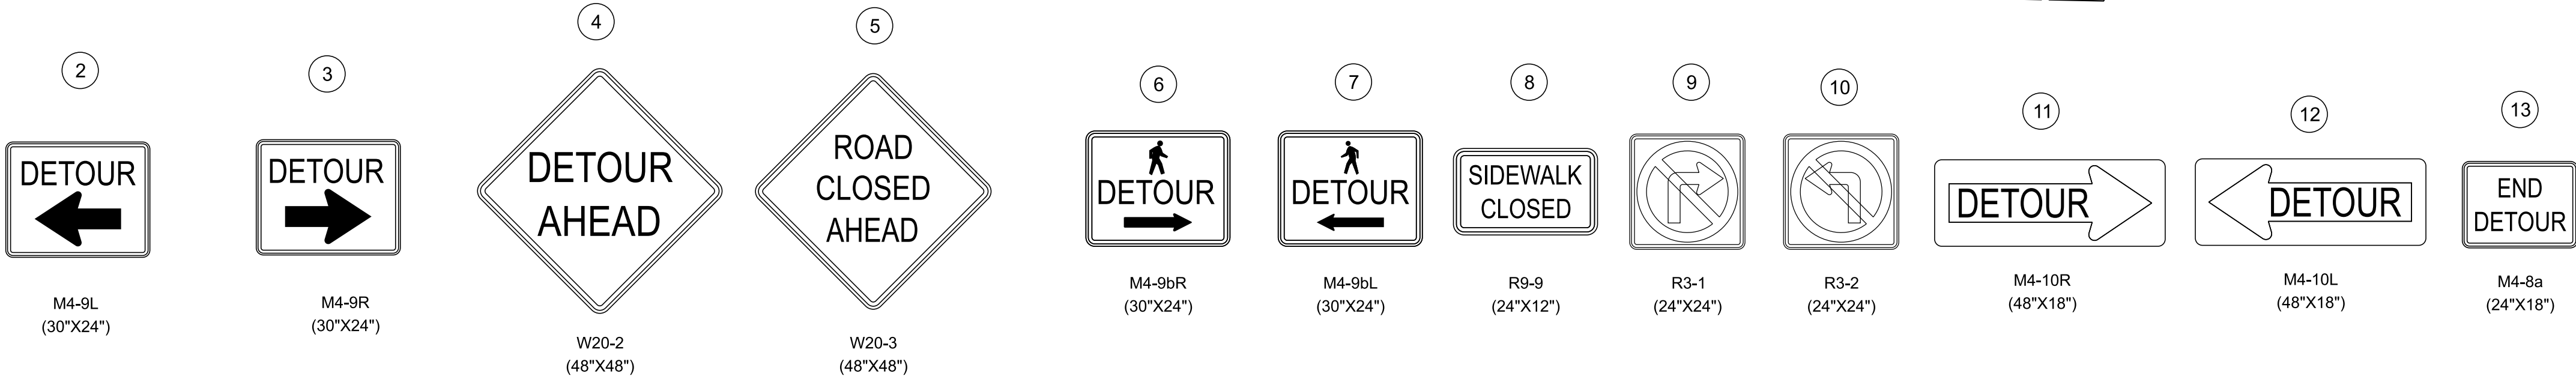 2
DETOUR
M4-9L
(30"X24")
3
DETOUR
M4-9R
(30"X24")
4
DETOUR
AHEAD
W20-2
(48"X48")
5
ROAD
CLOSED
AHEAD
W20-3
(48"X48")
6
DETOUR
M4-9bR
(30"X24")
7
DETOUR
M4-9bL
(30"X24")
8
SIDEWALK
CLOSED
R9-9
(24"X12")
9
R3-1
(24"X24")
10
R3-2
(24"X24")
11
DETOUR
M4-10R
(48"X18")
12
DETOUR
M4-10L
(48"X18")
13
END
DETOUR
M4-8a
(24"X18")